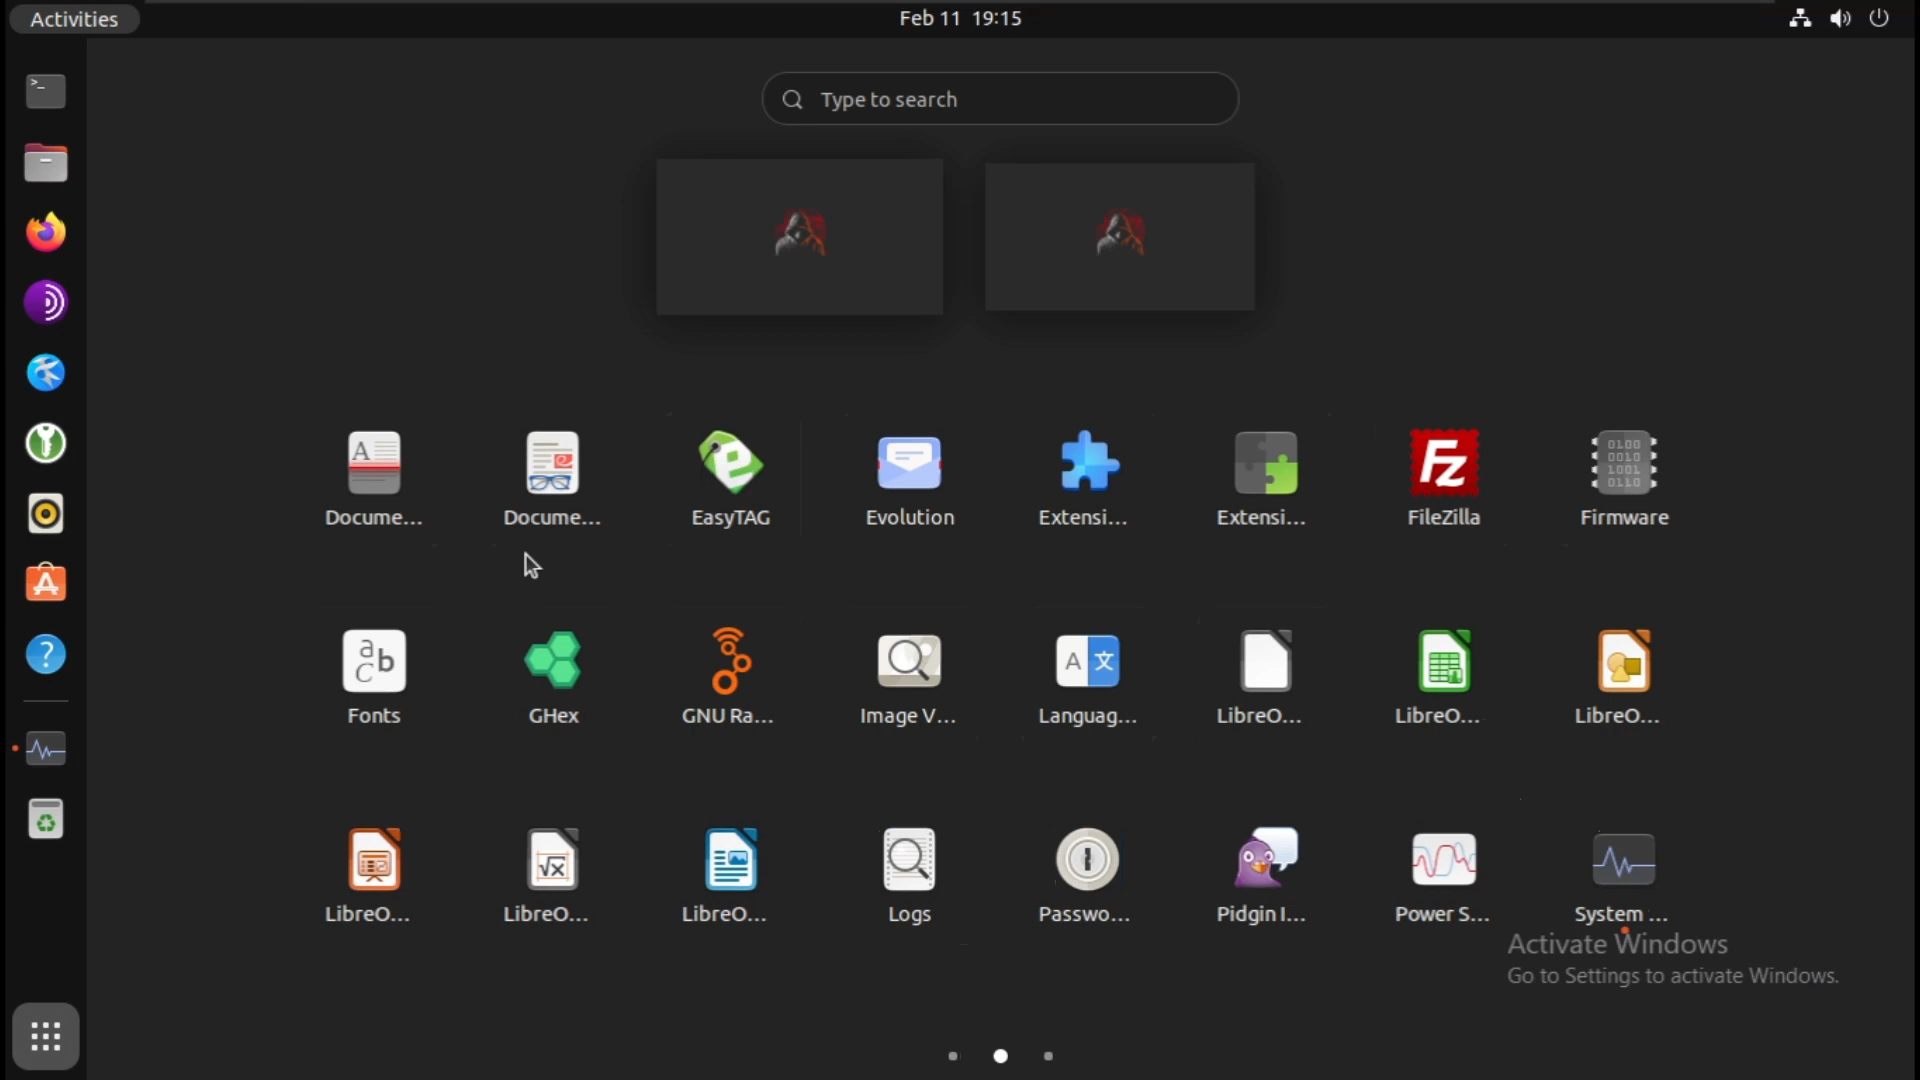 Activities
Feb 11 19:15
Type to search
Docume...
Docume...
EasyTAG
Evolution
Extensi...
Extensi...
FileZilla
Firmware
Fonts
GHex
GNU Ra...
Image V...
Languag...
LibreO...
LibreO...
LibreO...
LibreO...
LibreO...
LibreO...
Logs
Passwo...
Pidgin I...
Power S...
System ...
Activate Windows
Go to Settings to activate Windows.